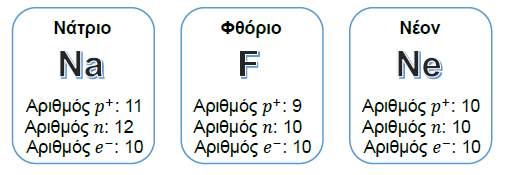 Νάτριο
Na
Αριθμός p⁺: 11
Αριθμός n: 12
Αριθμός e⁻: 10
Φθόριο
F
Αριθμός p⁺: 9
Αριθμός n: 10
Αριθμός e⁻: 10
Νέον
Ne
Αριθμός p⁺: 10
Αριθμός n: 10
Αριθμός e⁻: 10